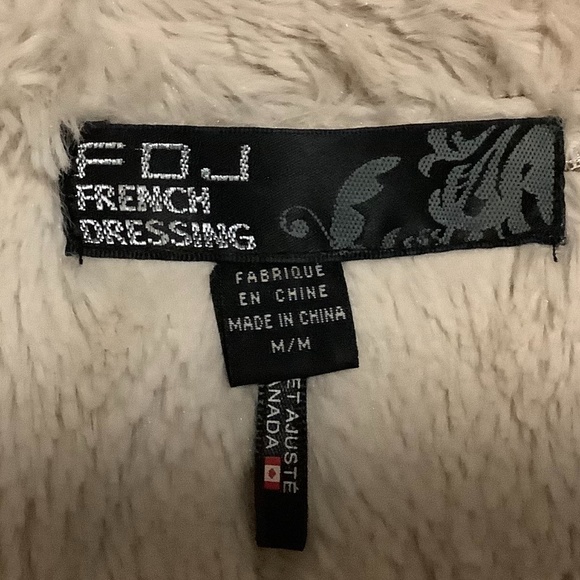 FDJ
FRENCH
DRESSING
FABRIQUE
EN CHINE
MADE IN CHINA
M/M
ET AJUSTÉ
ANADA